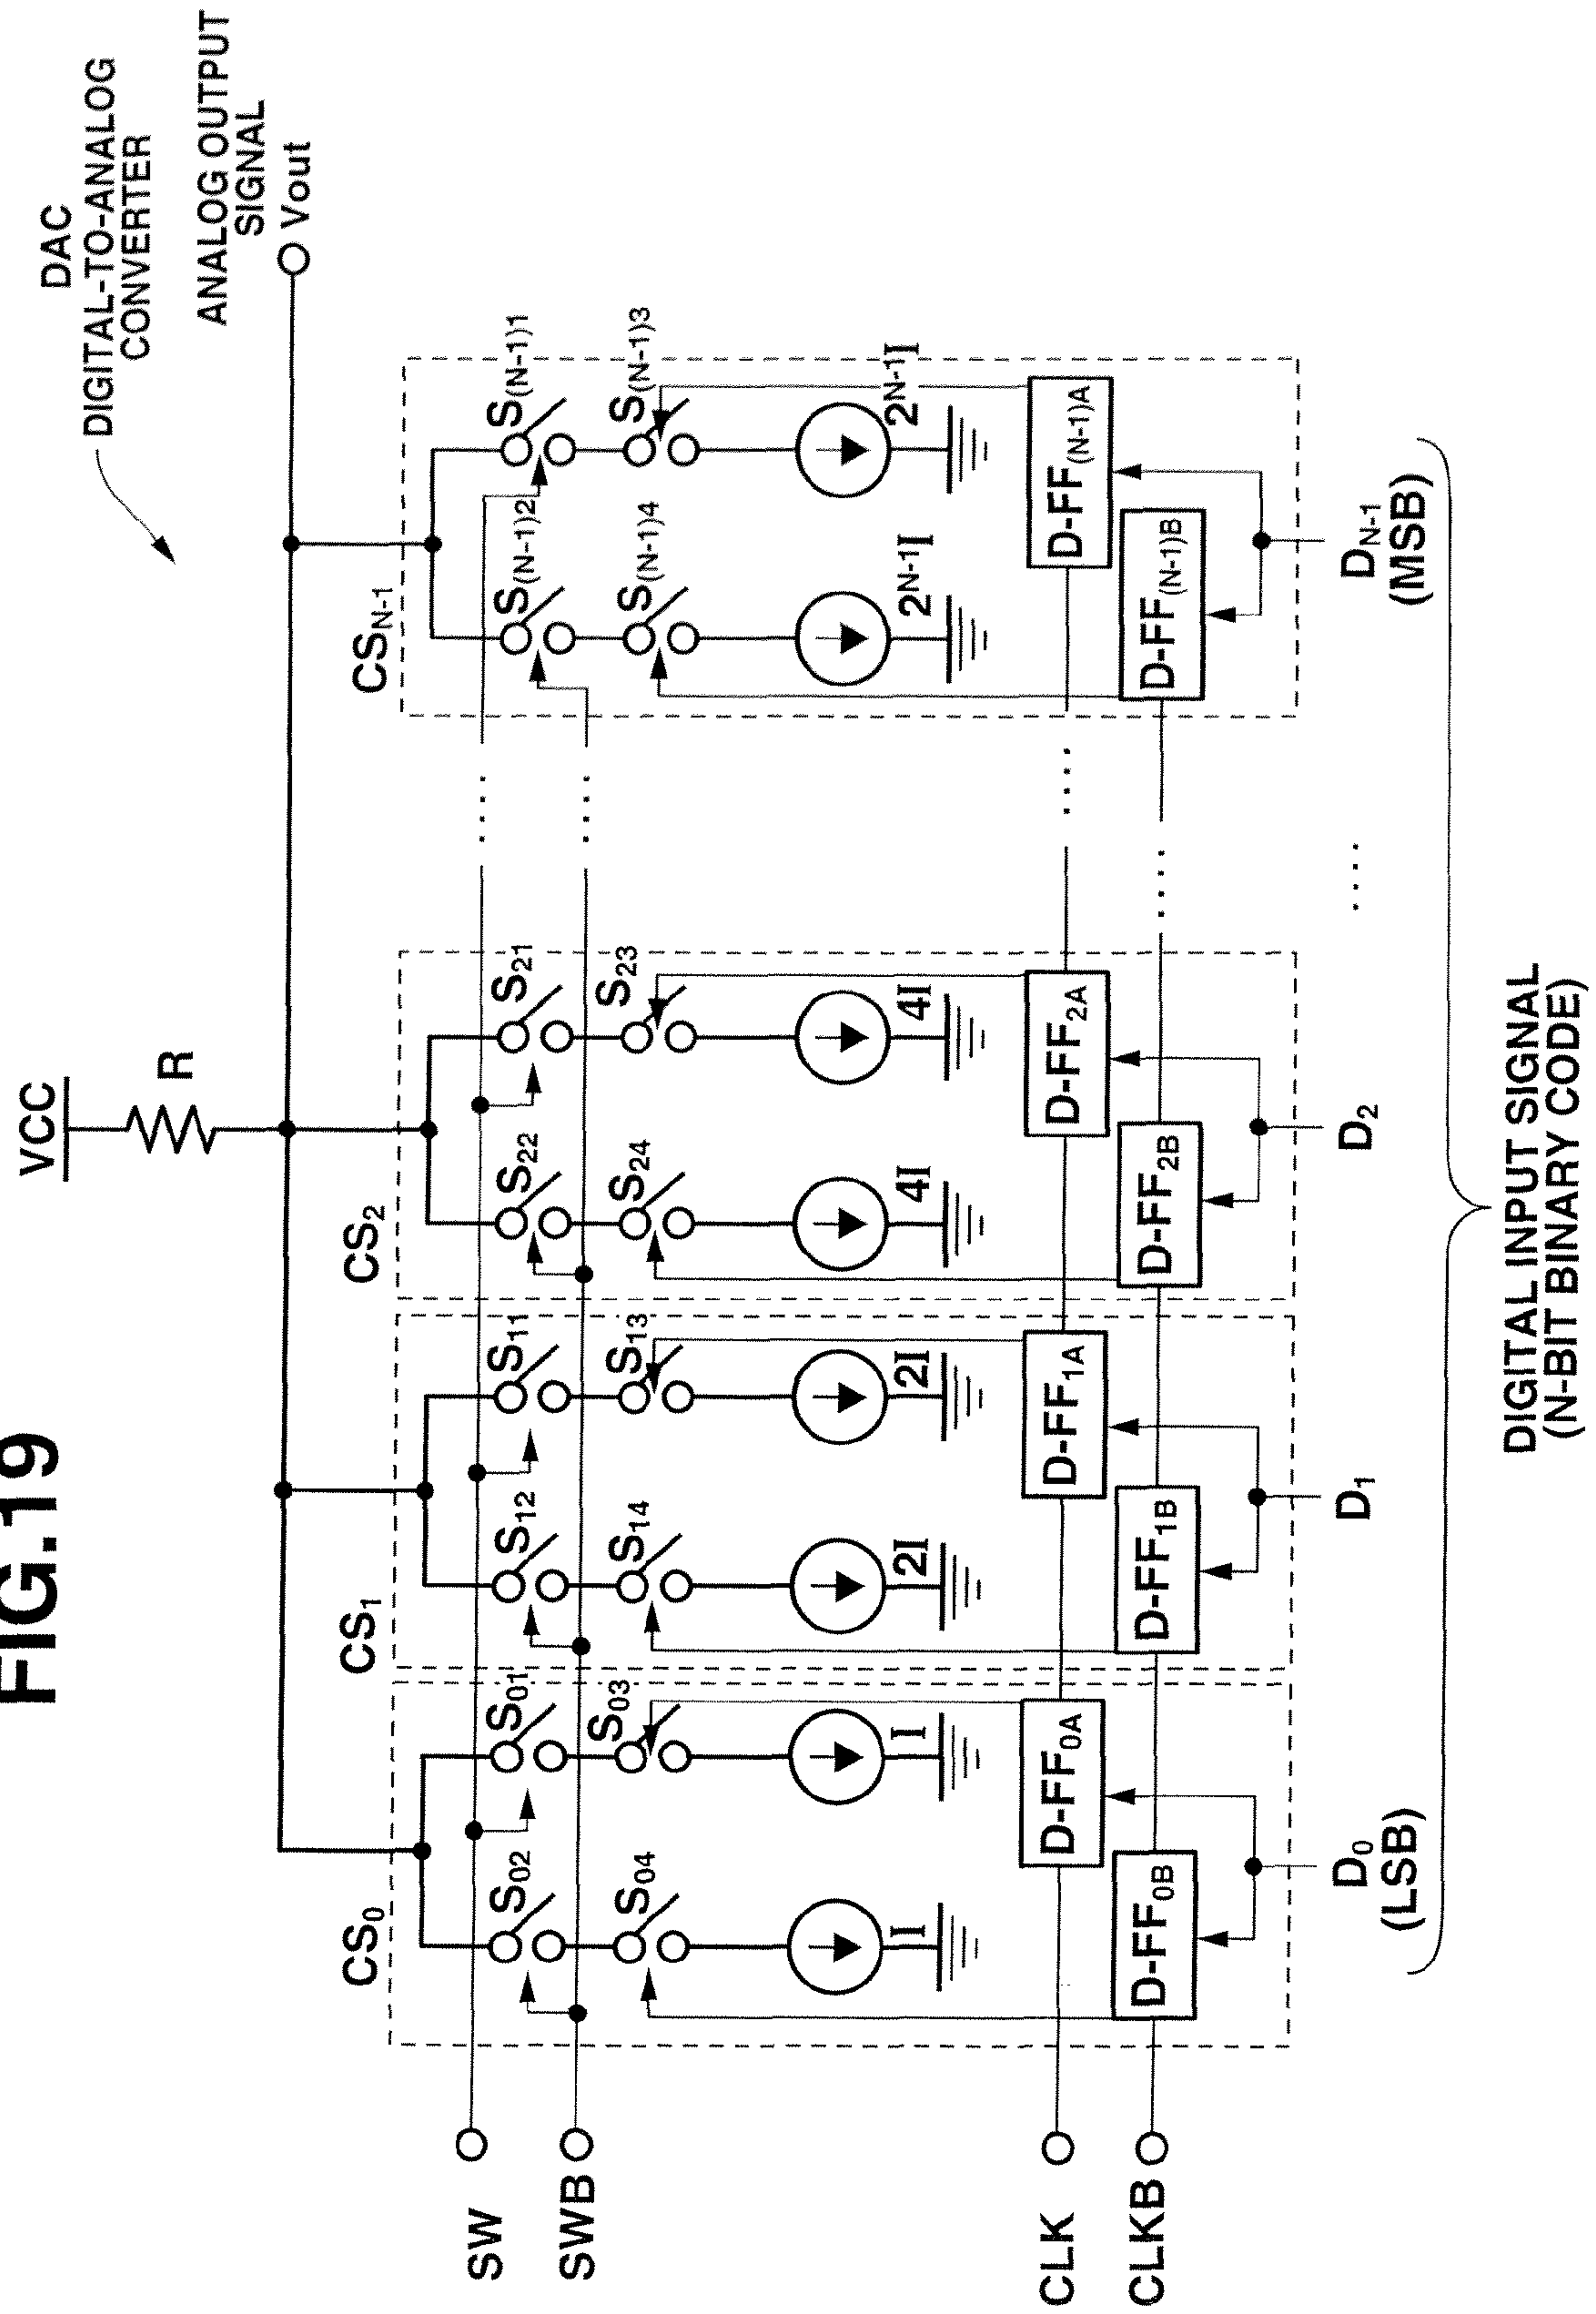 FIG.19
DAC
DIGITAL-TO-ANALOG
CONVERTER
VCC
R
ANALOG OUTPUT
SIGNAL
Vout
CS0
CS1
CS2
CSN-1
SW
SWB
S02
S01
S12
S11
S22
S21
S(N-1)2
S(N-1)1
S04
S03
S14
S13
S24
S23
S(N-1)4
S(N-1)3
I
I
2I
2I
4I
4I
2N-1I
2N-1I
CLK
D-FF0A
D-FF1A
D-FF2A
....
D-FF(N-1)A
CLKB
D-FF0B
D-FF1B
D-FF2B
....
D-FF(N-1)B
D0
(LSB)
D1
D2
....
DN-1
(MSB)
DIGITAL INPUT SIGNAL
(N-BIT BINARY CODE)